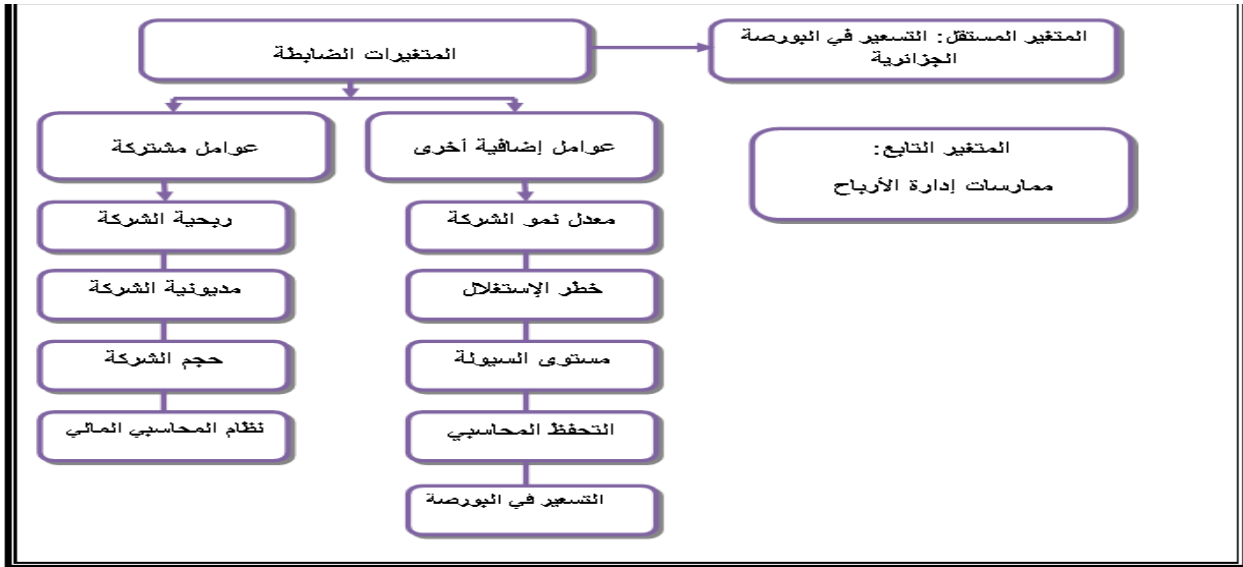 المتغير المستقل: التسعير في البورصة
الجزائرية
المتغيرات الضابطة
عوامل مشتركة
عوامل إضافية أخرى
المتغير التابع:
ممارسات إدارة الأرباح
ربحية الشركة
معدل نمو الشركة
مديونية الشركة
خطر الإستغلال
حجم الشركة
مستوى السيولة
نظام المحاسبي المالي
التحفظ المحاسبي
التسعير في البورصة